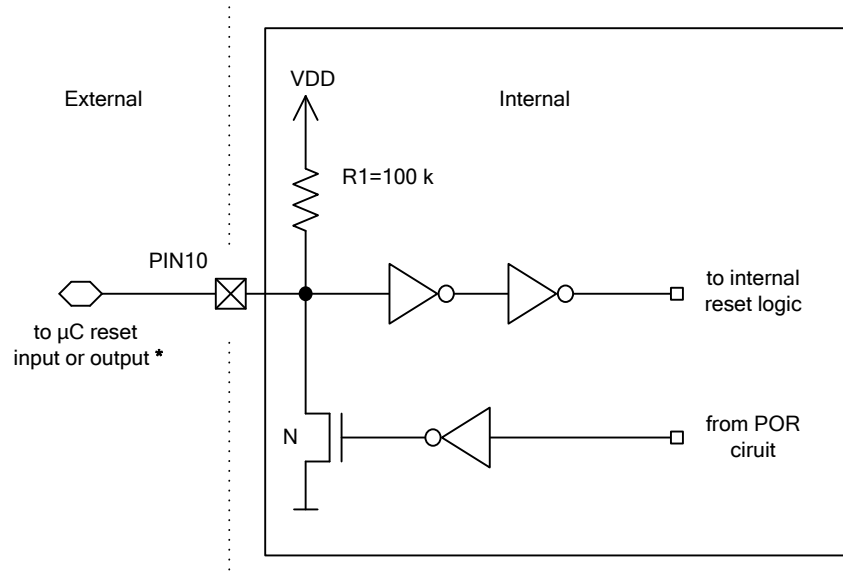 External
Internal
VDD
R1=100 k
PIN10
to µC reset
input or output *
to internal
reset logic
N
from POR
ciruit